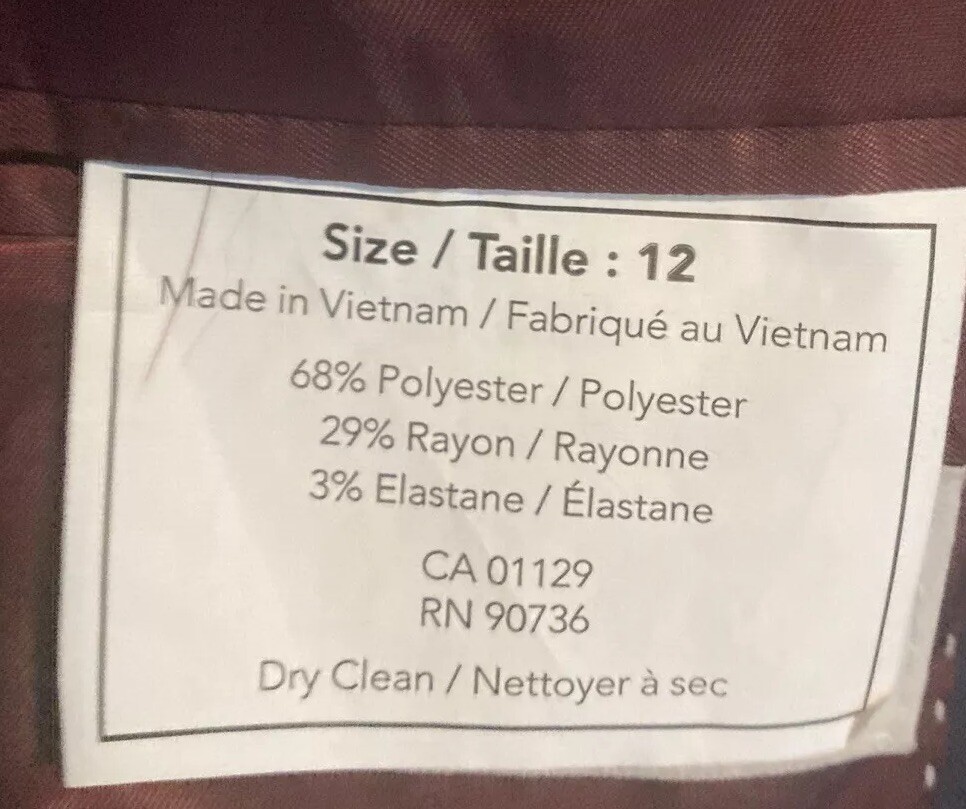 Size / Taille : 12
Made in Vietnam / Fabriqué au Vietnam
68% Polyester / Polyester
29% Rayon / Rayonne
3% Elastane / Élastane
CA 01129
RN 90736
Dry Clean / Nettoyer à sec